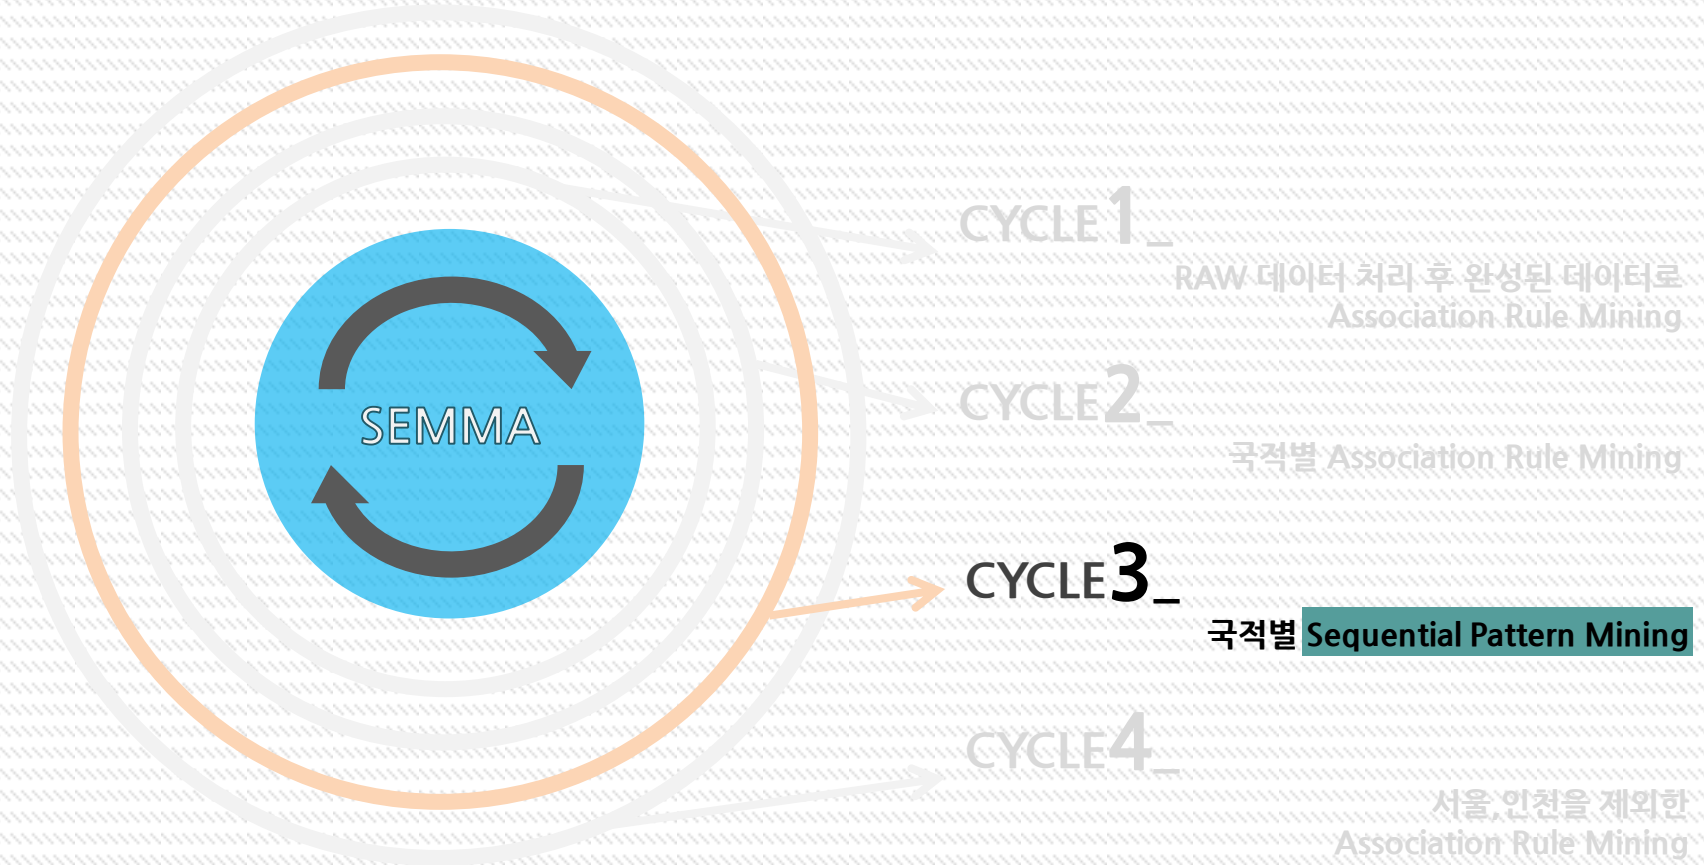 SEMMA
CYCLE1_
RAW 데이터 처리 후 완성된 데이터로
Association Rule Mining
CYCLE2_
국적별 Association Rule Mining
CYCLE3_
국적별 Sequential Pattern Mining
CYCLE4_
서울,인천을 제외한
Association Rule Mining